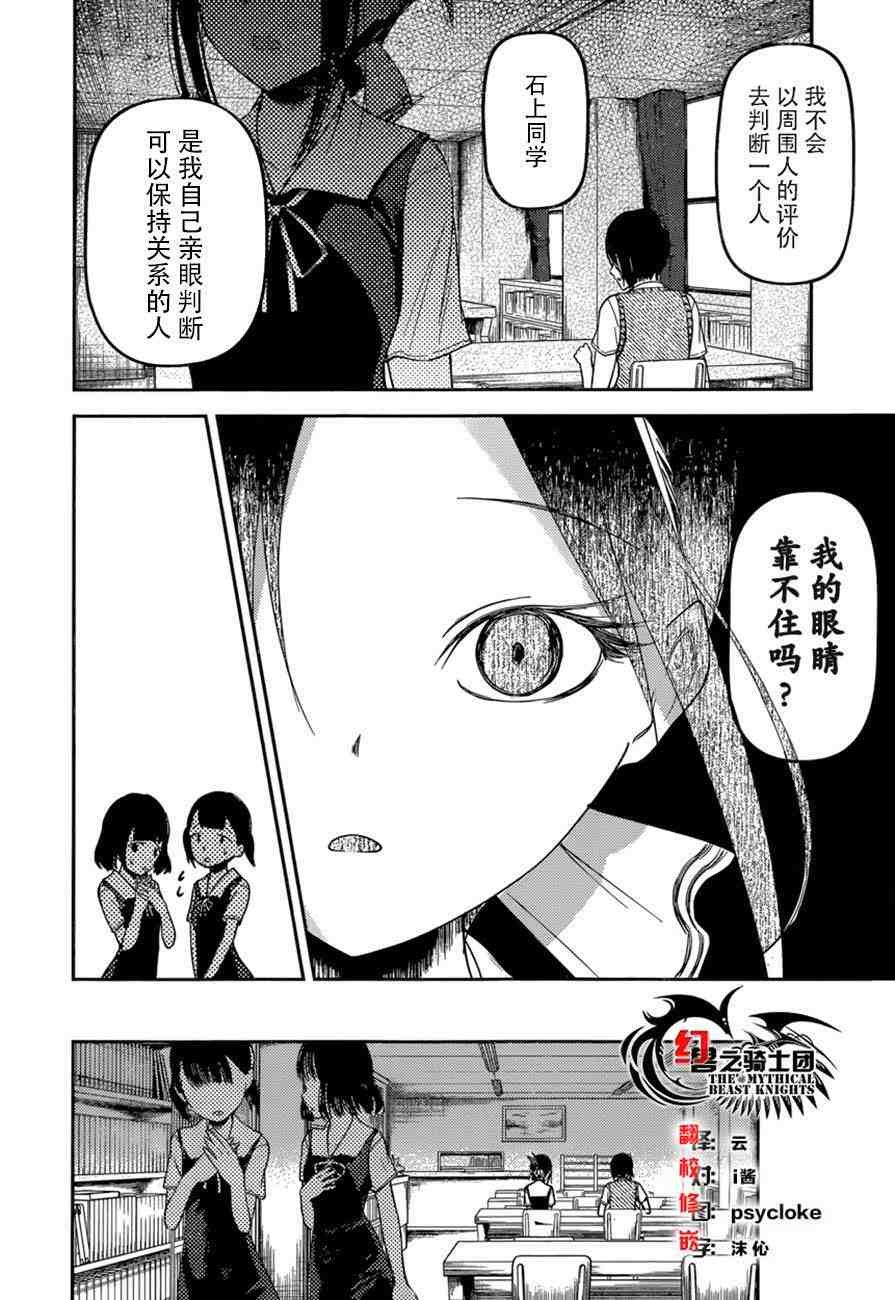 我不会
以周围人的评价
去判断一个人
石上同学
是我自己亲眼判断
可以保持关系的人
我的眼睛
靠不住吗？
幻兽之骑士团
THE MYTHICAL
BEAST KNIGHTS
翻译：云
校对：i酱
修图：psycloke
嵌字：沫伈